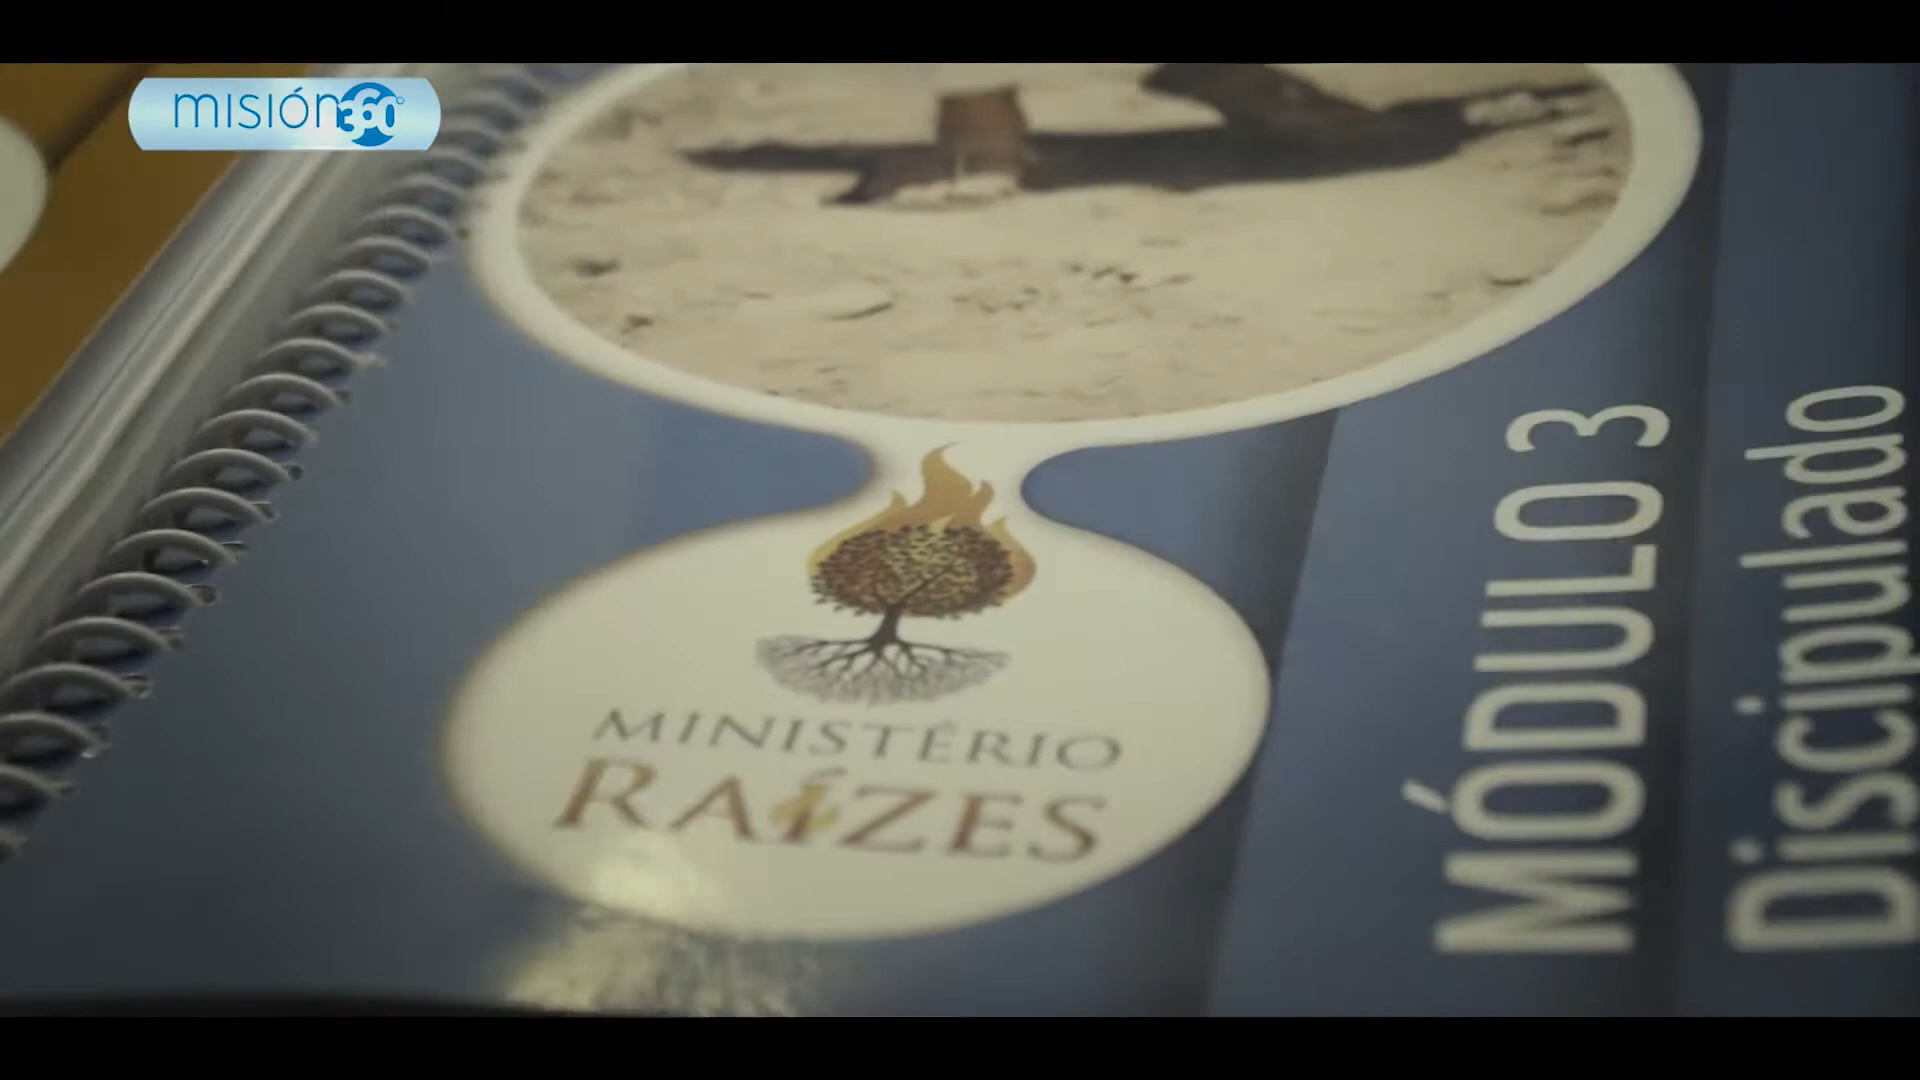 misión360°
MINISTÉRIO
RAÍZES
MÓDULO 3
Discipulado